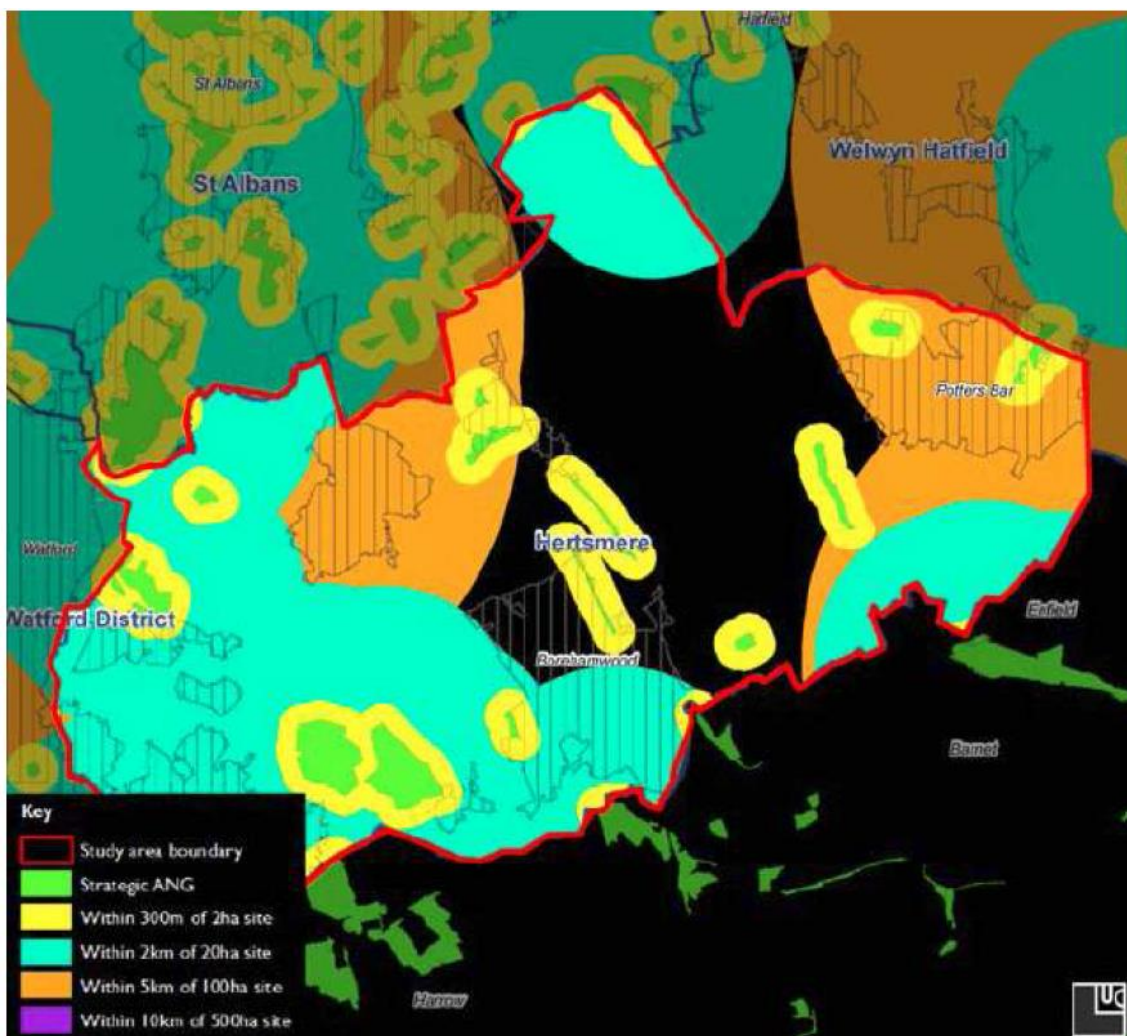 Hatfield
St Albans
Welwyn Hatfield
St Albans
Potters Bar
Watford
Hertsmere
Watford District
Enfield
Borehamwood
Barnet
Key
Study area boundary
Strategic ANG
Within 300m of 2ha site
Within 2km of 20ha site
Within 5km of 100ha site
Within 10km of 500ha site
Harrow
LUC